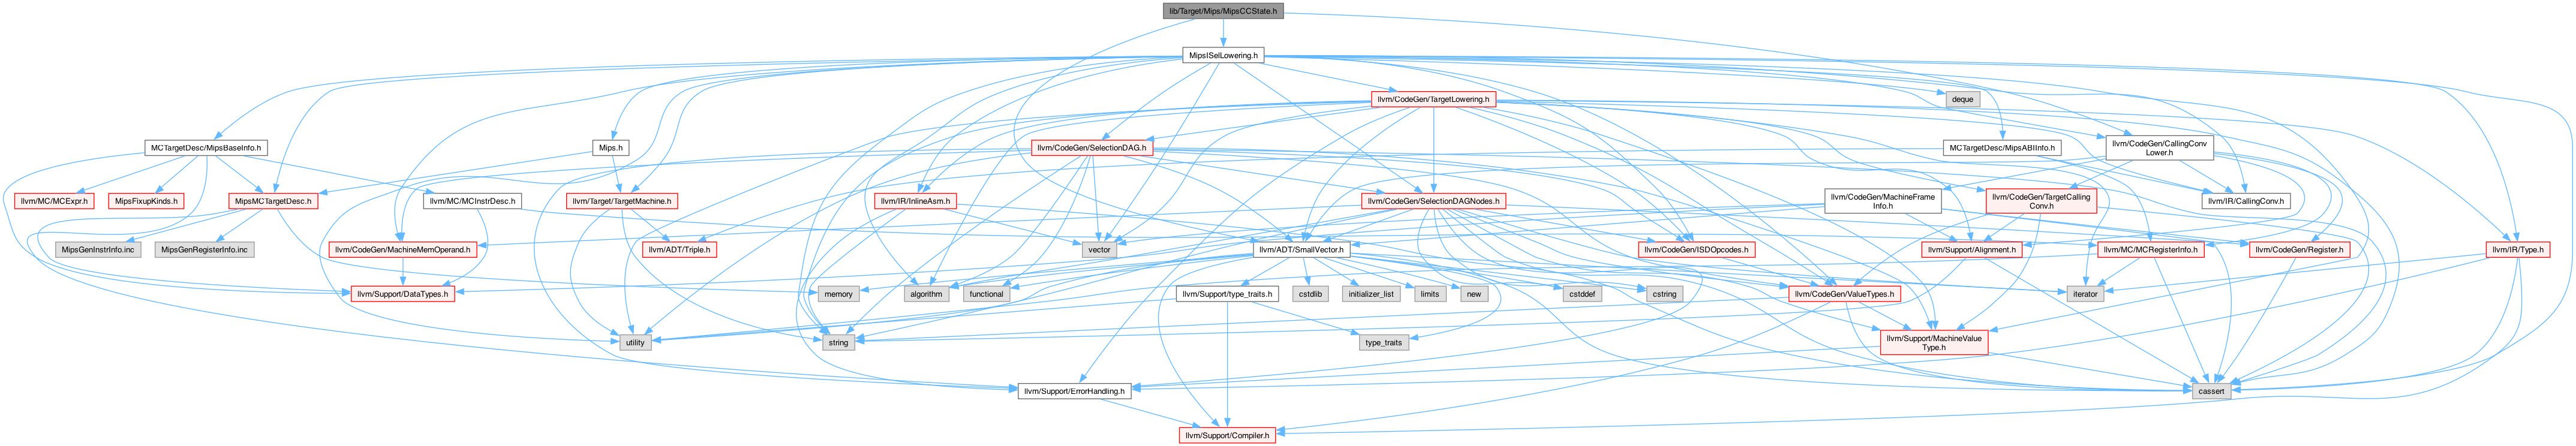 lib/Target/Mips/MipsCCState.h
MipsISelLowering.h
llvm/CodeGen/TargetLowering.h
deque
MCTargetDesc/MipsBaseInfo.h
Mips.h
llvm/CodeGen/SelectionDAG.h
MCTargetDesc/MipsABIInfo.h
llvm/CodeGen/CallingConv
Lower.h
llvm/MC/MCExpr.h
MipsFixupKinds.h
MipsMCTargetDesc.h
llvm/MC/MCInstrDesc.h
llvm/Target/TargetMachine.h
llvm/IR/InlineAsm.h
llvm/CodeGen/SelectionDAGNodes.h
llvm/CodeGen/MachineFrame
Info.h
llvm/CodeGen/TargetCalling
Conv.h
llvm/IR/CallingConv.h
MipsGenInstrInfo.inc
MipsGenRegisterInfo.inc
llvm/CodeGen/MachineMemOperand.h
llvm/ADT/Triple.h
vector
llvm/ADT/SmallVector.h
llvm/CodeGen/ISDOpcodes.h
llvm/Support/Alignment.h
llvm/MC/MCRegisterInfo.h
llvm/CodeGen/Register.h
llvm/IR/Type.h
llvm/Support/DataTypes.h
memory
algorithm
functional
llvm/Support/type_traits.h
cstdlib
initializer_list
limits
new
cstddef
cstring
llvm/CodeGen/ValueTypes.h
iterator
utility
string
type_traits
llvm/Support/MachineValue
Type.h
llvm/Support/ErrorHandling.h
cassert
llvm/Support/Compiler.h